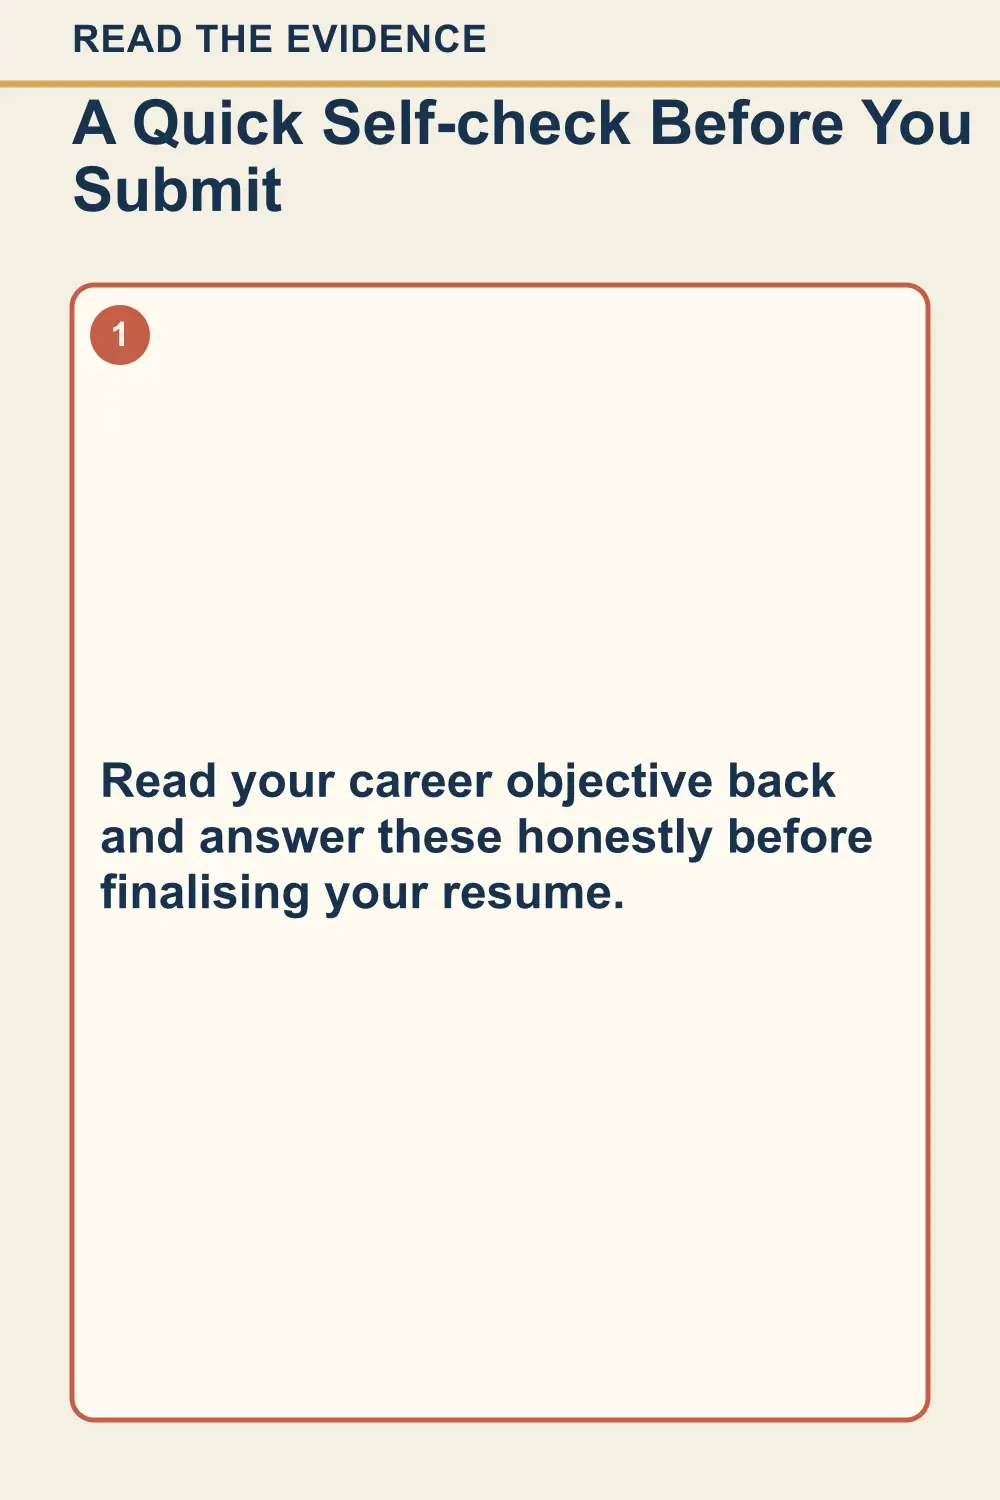 READ THE EVIDENCE
A Quick Self-check Before You
Submit
1
Read your career objective back
and answer these honestly before
finalising your resume.